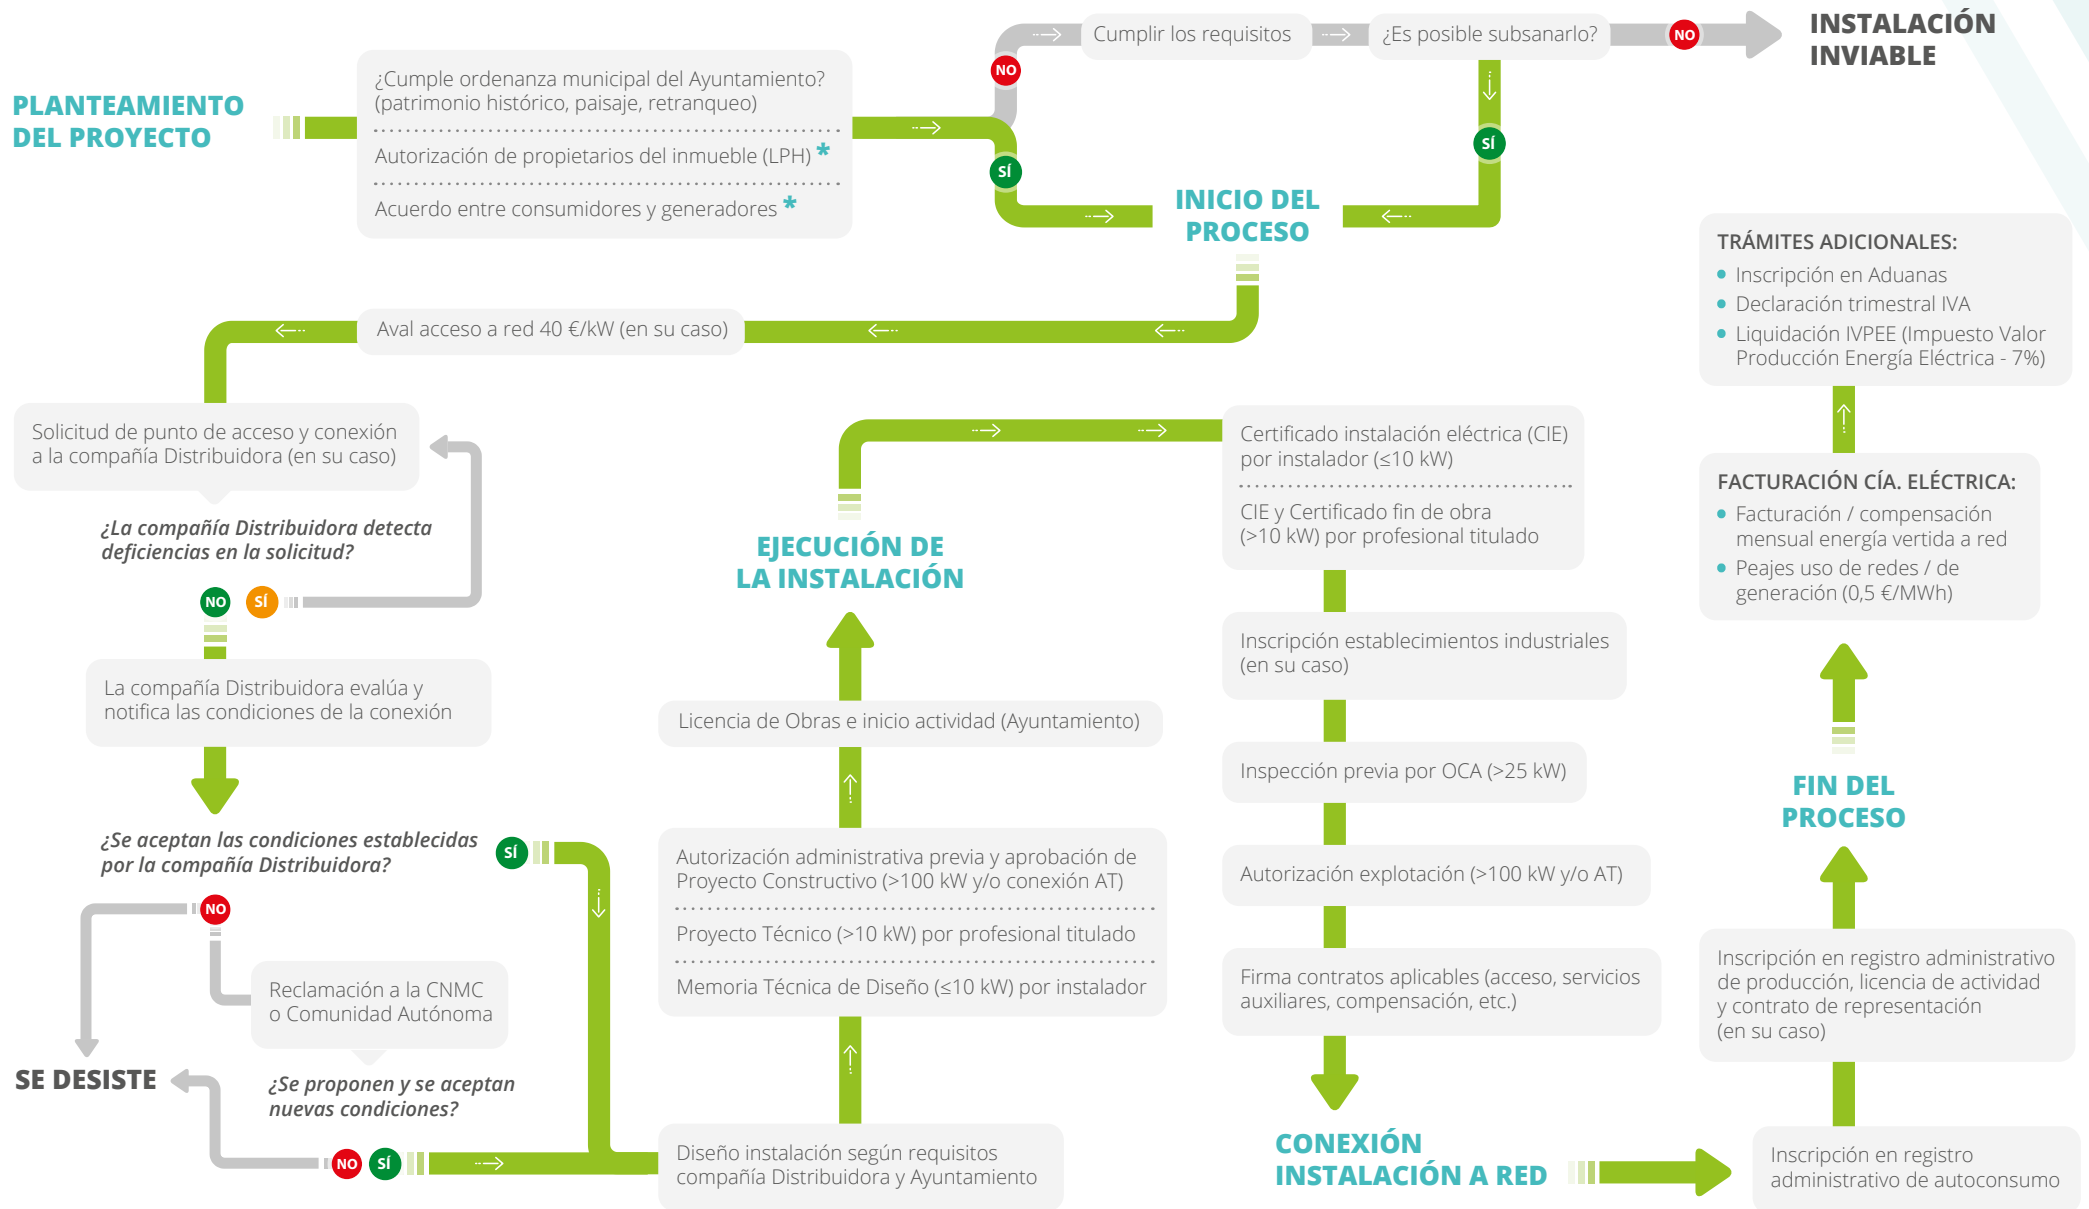 PLANTEAMIENTO
DEL PROYECTO
¿Cumple ordenanza municipal del Ayuntamiento?
(patrimonio histórico, paisaje, retranqueo)
Autorización de propietarios del inmueble (LPH) *
Acuerdo entre consumidores y generadores *
NO
Cumplir los requisitos
¿Es posible subsanarlo?
NO
INSTALACIÓN
INVIABLE
SÍ
SÍ
INICIO DEL
PROCESO
Aval acceso a red 40 €/kW (en su caso)
Solicitud de punto de acceso y conexión
a la compañía Distribuidora (en su caso)
¿La compañía Distribuidora detecta
deficiencias en la solicitud?
NO
SÍ
La compañía Distribuidora evalúa y
notifica las condiciones de la conexión
¿Se aceptan las condiciones establecidas
por la compañía Distribuidora?
SÍ
NO
Reclamación a la CNMC
o Comunidad Autónoma
SE DESISTE
¿Se proponen y se aceptan
nuevas condiciones?
NO
SÍ
Diseño instalación según requisitos
compañía Distribuidora y Ayuntamiento
Autorización administrativa previa y aprobación de
Proyecto Constructivo (>100 kW y/o conexión AT)
Proyecto Técnico (>10 kW) por profesional titulado
Memoria Técnica de Diseño (≤10 kW) por instalador
Licencia de Obras e inicio actividad (Ayuntamiento)
EJECUCIÓN DE
LA INSTALACIÓN
Certificado instalación eléctrica (CIE)
por instalador (≤10 kW)
CIE y Certificado fin de obra
(>10 kW) por profesional titulado
Inscripción establecimientos industriales
(en su caso)
Inspección previa por OCA (>25 kW)
Autorización explotación (>100 kW y/o AT)
Firma contratos aplicables (acceso, servicios
auxiliares, compensación, etc.)
CONEXIÓN
INSTALACIÓN A RED
Inscripción en registro
administrativo de autoconsumo
Inscripción en registro administrativo
de producción, licencia de actividad
y contrato de representación
(en su caso)
FIN DEL
PROCESO
FACTURACIÓN CÍA. ELÉCTRICA:
• Facturación / compensación
mensual energía vertida a red
• Peajes uso de redes / de
generación (0,5 €/MWh)
TRÁMITES ADICIONALES:
• Inscripción en Aduanas
• Declaración trimestral IVA
• Liquidación IVPEE (Impuesto Valor
Producción Energía Eléctrica - 7%)